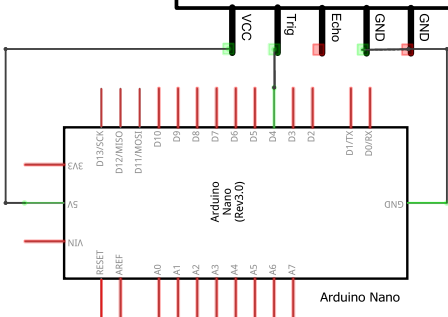 VCC
Trig
Echo
GND
GND
D13/SCK
D12/MISO
D11/MOSI
D10
D9
D8
D7
D6
D5
D4
D3
D2
D1/TX
D0/RX
3V3
5V
VIN
Arduino
Nano
(Rev3.0)
GND
RESET
AREF
A0
A1
A2
A3
A4
A5
A6
A7
Arduino Nano